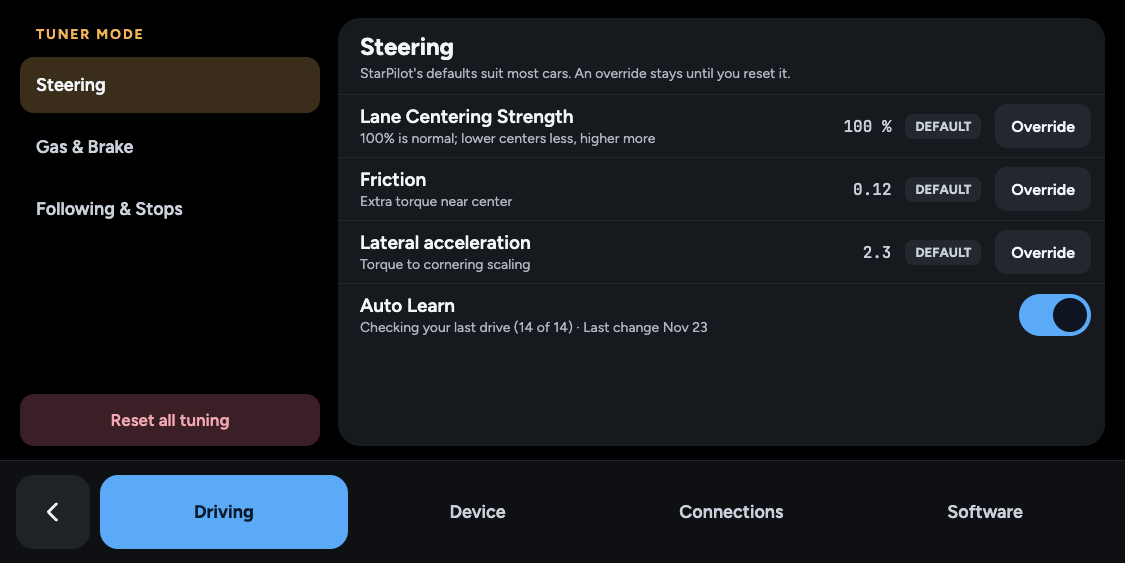 TUNER MODE
Steering
Gas & Brake
Following & Stops
Reset all tuning
Steering
StarPilot's defaults suit most cars. An override stays until you reset it.
Lane Centering Strength
100% is normal; lower centers less, higher more
100 %
DEFAULT
Override
Friction
Extra torque near center
0.12
DEFAULT
Override
Lateral acceleration
Torque to cornering scaling
2.3
DEFAULT
Override
Auto Learn
Checking your last drive (14 of 14) · Last change Nov 23
Driving
Device
Connections
Software